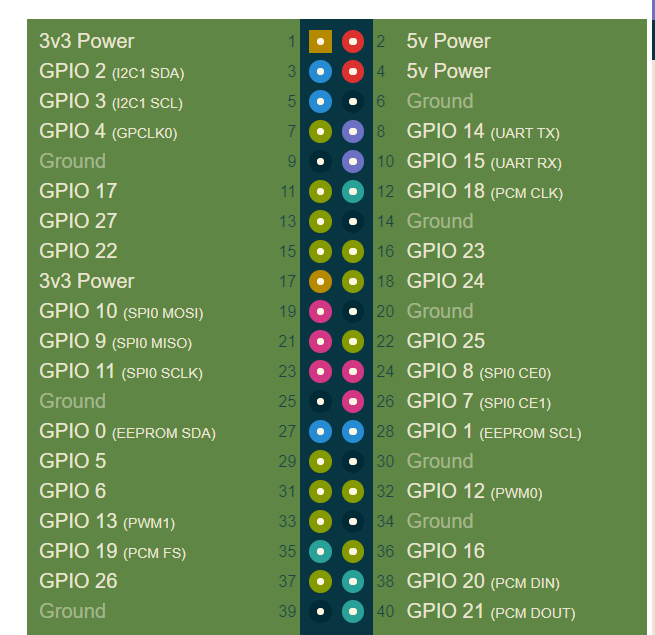 3v3 Power 1 2 5v Power
GPIO 2 (I2C1 SDA) 3 4 5v Power
GPIO 3 (I2C1 SCL) 5 6 Ground
GPIO 4 (GPCLK0) 7 8 GPIO 14 (UART TX)
Ground 9 10 GPIO 15 (UART RX)
GPIO 17 11 12 GPIO 18 (PCM CLK)
GPIO 27 13 14 Ground
GPIO 22 15 16 GPIO 23
3v3 Power 17 18 GPIO 24
GPIO 10 (SPI0 MOSI) 19 20 Ground
GPIO 9 (SPI0 MISO) 21 22 GPIO 25
GPIO 11 (SPI0 SCLK) 23 24 GPIO 8 (SPI0 CE0)
Ground 25 26 GPIO 7 (SPI0 CE1)
GPIO 0 (EEPROM SDA) 27 28 GPIO 1 (EEPROM SCL)
GPIO 5 29 30 Ground
GPIO 6 31 32 GPIO 12 (PWM0)
GPIO 13 (PWM1) 33 34 Ground
GPIO 19 (PCM FS) 35 36 GPIO 16
GPIO 26 37 38 GPIO 20 (PCM DIN)
Ground 39 40 GPIO 21 (PCM DOUT)